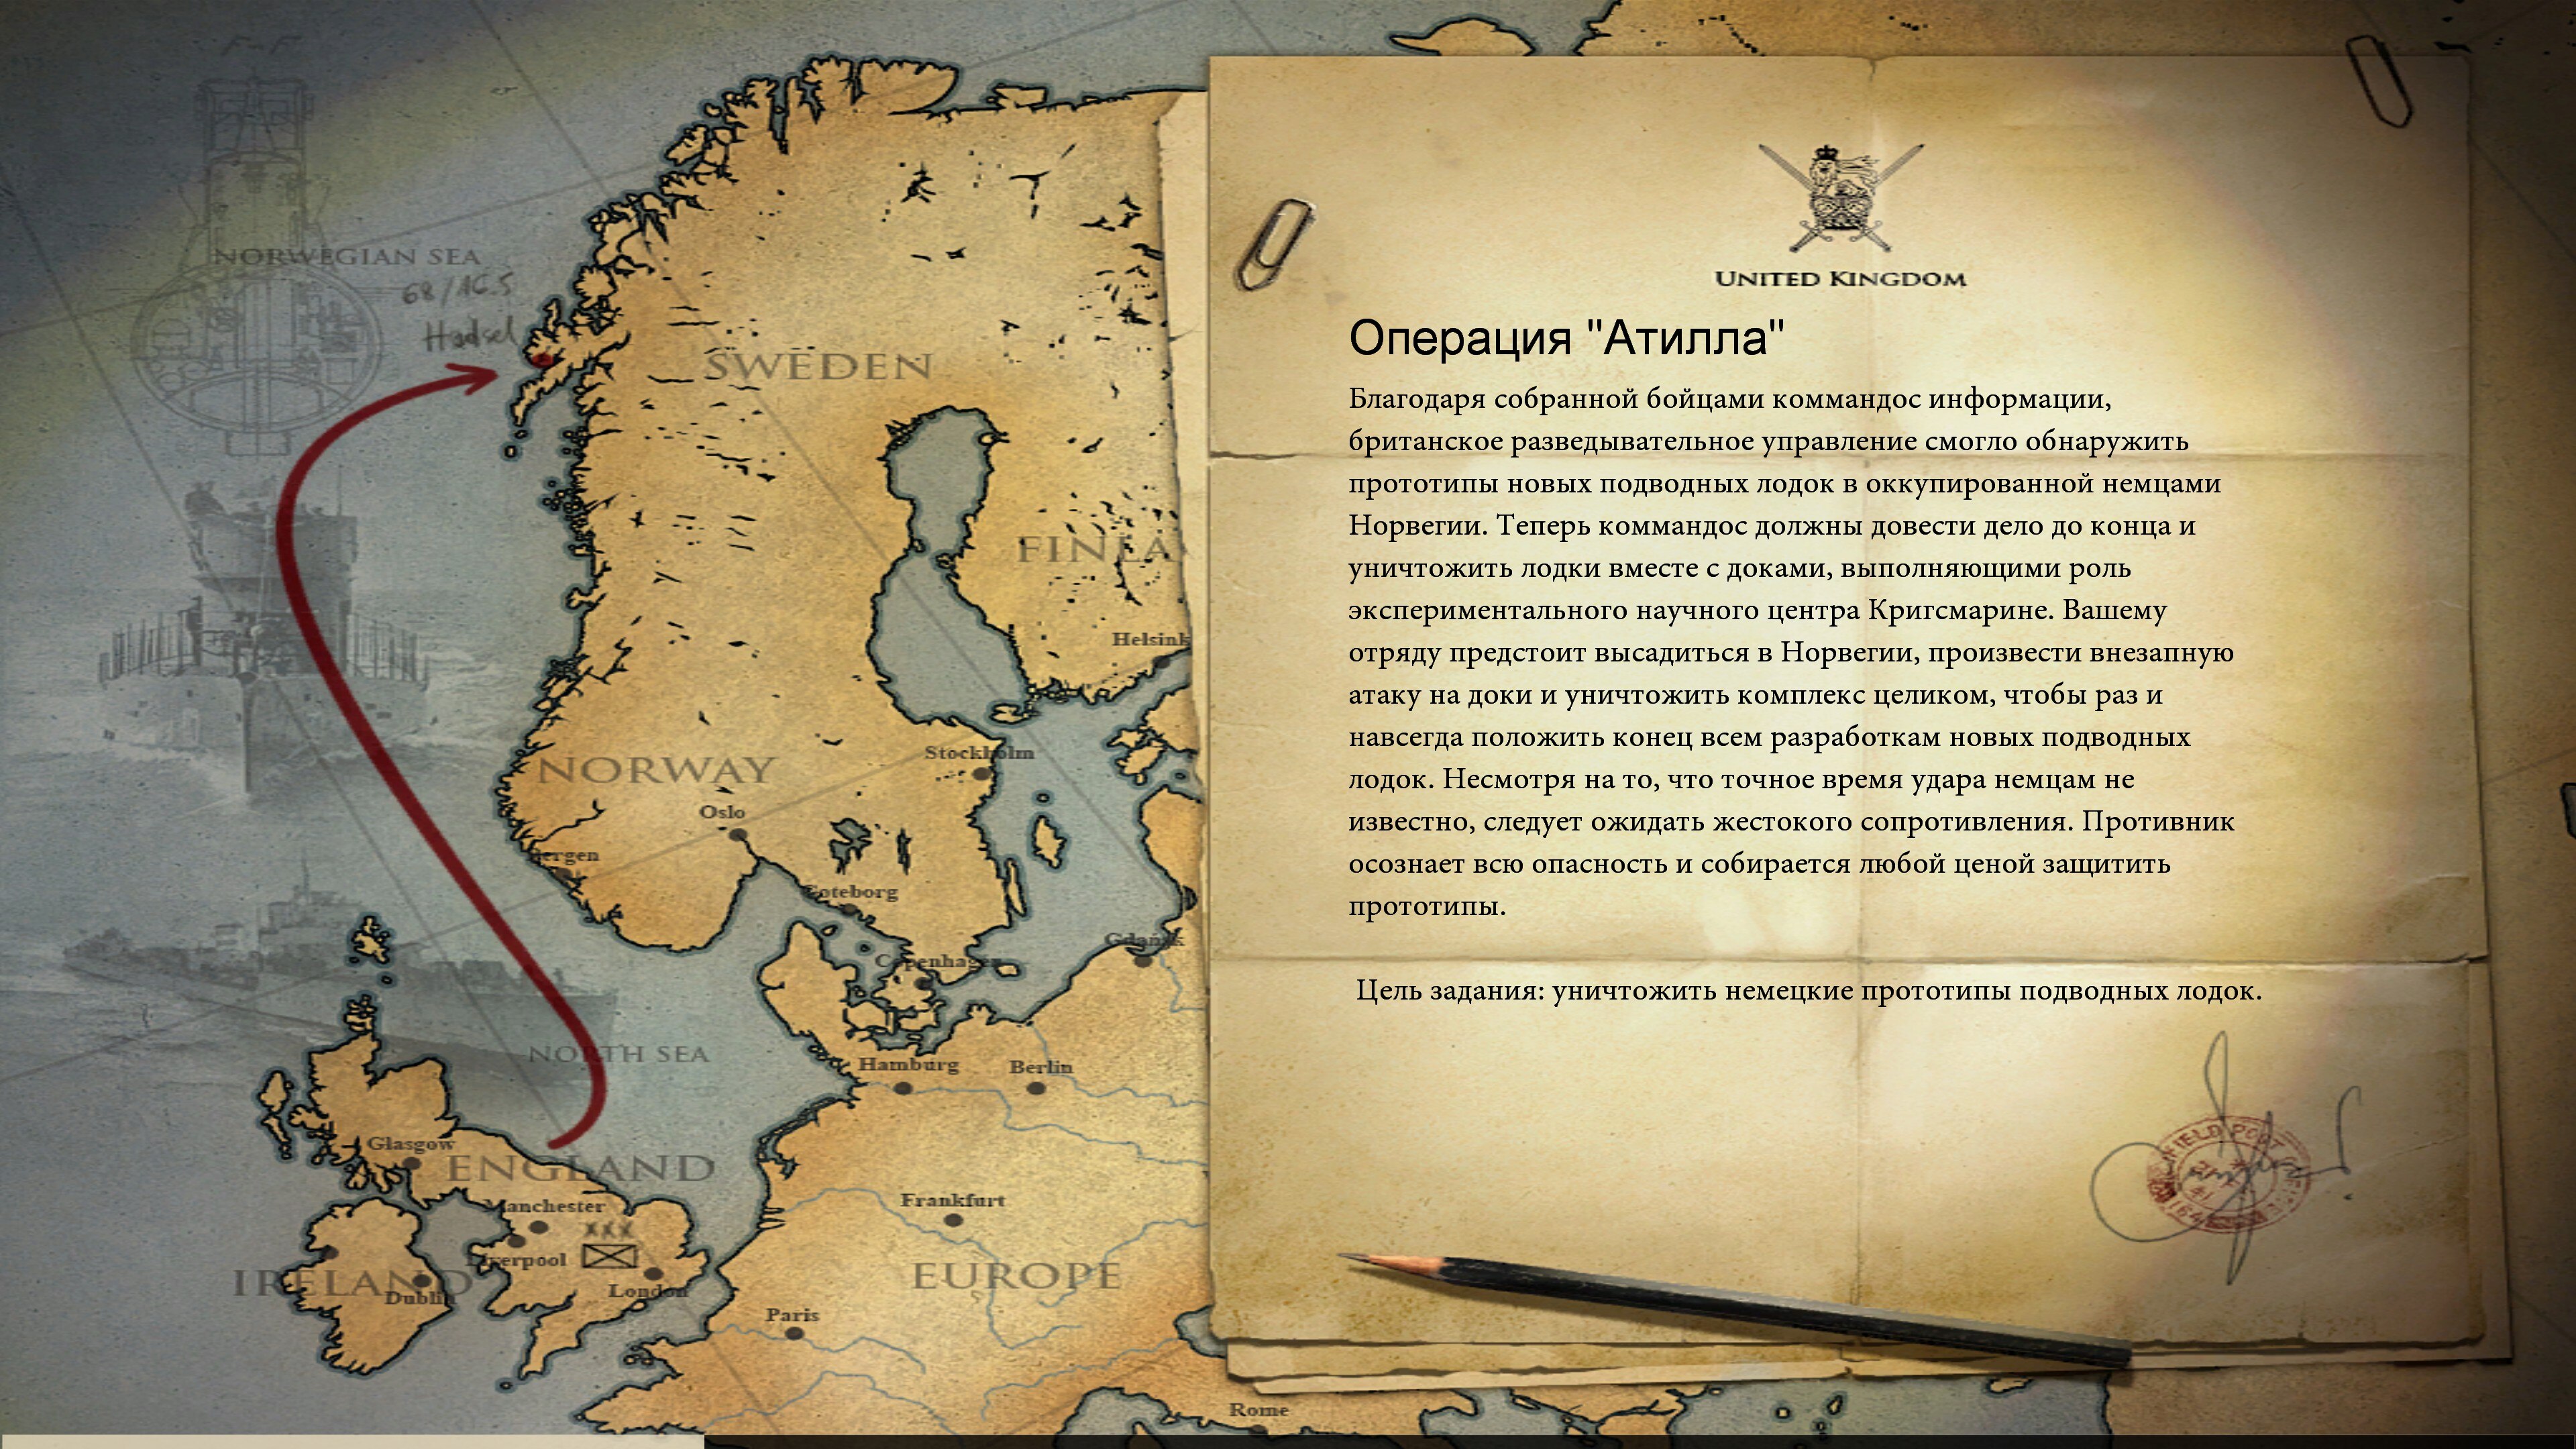 NORWEGIAN SEA
68/16.5
Hadsel
SWEDEN
FINLA
Helsink
NORWAY
Stockholm
Oslo
Bergen
Goteborg
Gdańsk
Copenhagen
NORTH SEA
Hamburg
Berlin
Glasgow
ENGLAND
Manchester
XXX
Liverpool
London
IRELAND
Dublin
Frankfurt
EUROPE
Paris
Rome
UNITED KINGDOM
Операция "Атилла"
Благодаря собранной бойцами коммандос информации,
британское разведывательное управление смогло обнаружить
прототипы новых подводных лодок в оккупированной немцами
Норвегии. Теперь коммандос должны довести дело до конца и
уничтожить лодки вместе с доками, выполняющими роль
экспериментального научного центра Кригсмарине. Вашему
отряду предстоит высадиться в Норвегии, произвести внезапную
атаку на доки и уничтожить комплекс целиком, чтобы раз и
навсегда положить конец всем разработкам новых подводных
лодок. Несмотря на то, что точное время удара немцам не
известно, следует ожидать жестокого сопротивления. Противник
осознает всю опасность и собирается любой ценой защитить
прототипы.
Цель задания: уничтожить немецкие прототипы подводных лодок.
FIELD POST